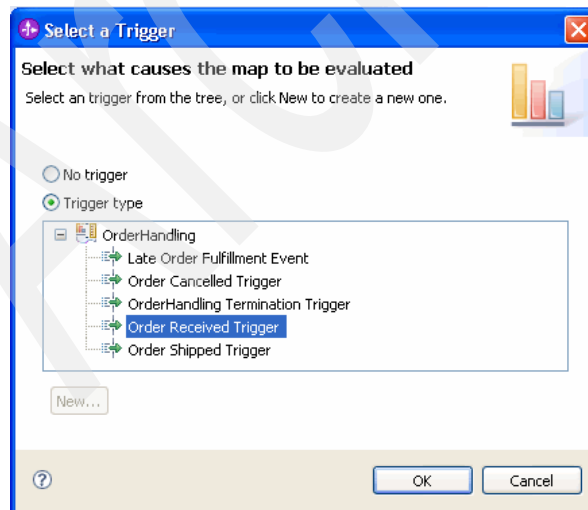 Select a Trigger
Select what causes the map to be evaluated
Select an trigger from the tree, or click New to create a new one.
No trigger
Trigger type
OrderHandling
Late Order Fulfillment Event
Order Cancelled Trigger
OrderHandling Termination Trigger
Order Received Trigger
Order Shipped Trigger
New...
?
OK
Cancel